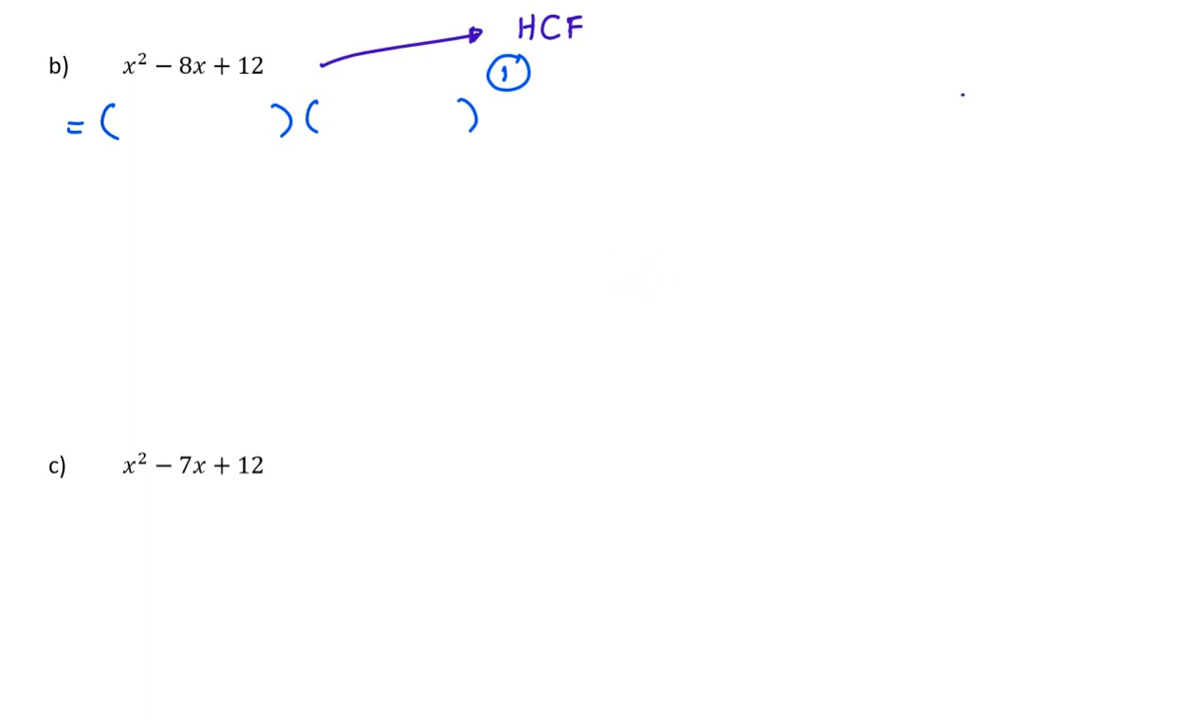 HCF
b) x² − 8x + 12
①
= (          ) (          )
c) x² − 7x + 12